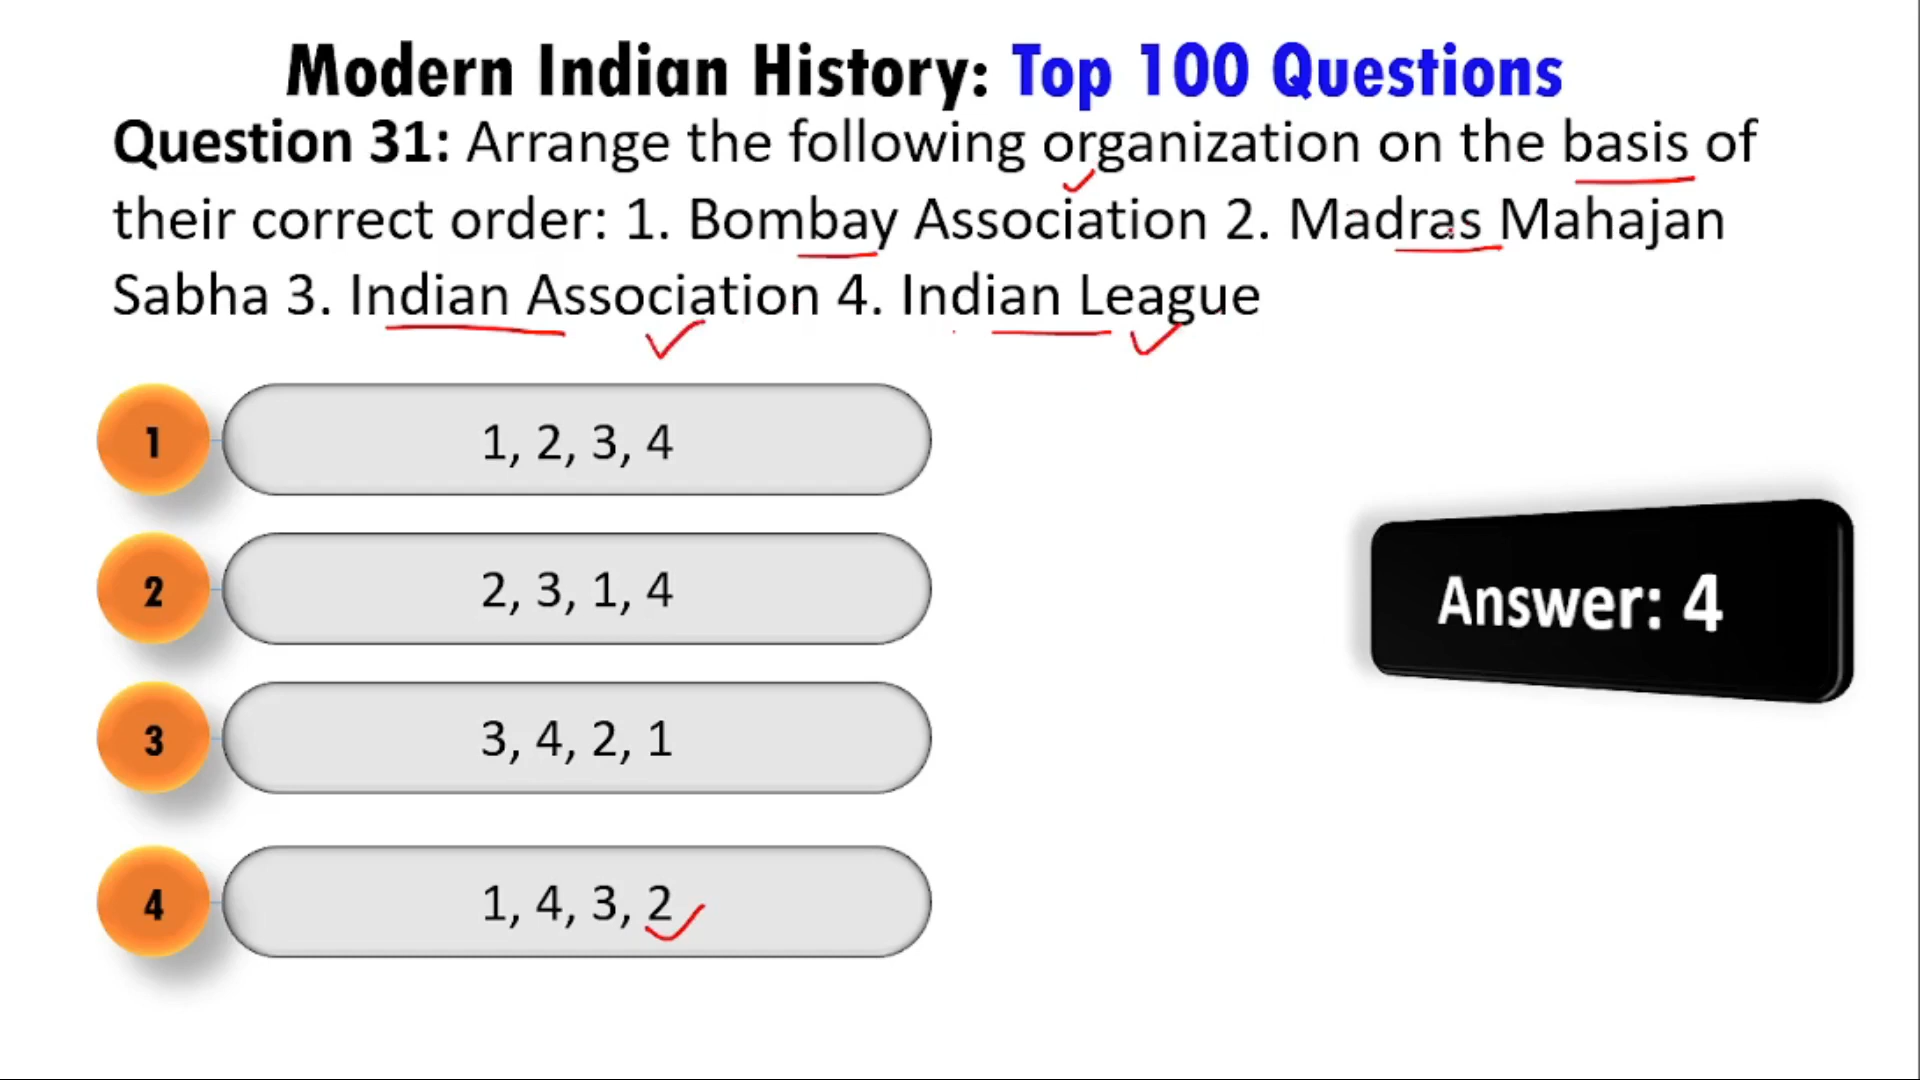 Modern Indian History: Top 100 Questions
Question 31: Arrange the following organization on the basis of
their correct order: 1. Bombay Association 2. Madras Mahajan
Sabha 3. Indian Association 4. Indian League
1
1, 2, 3, 4
2
2, 3, 1, 4
3
3, 4, 2, 1
4
1, 4, 3, 2
Answer: 4